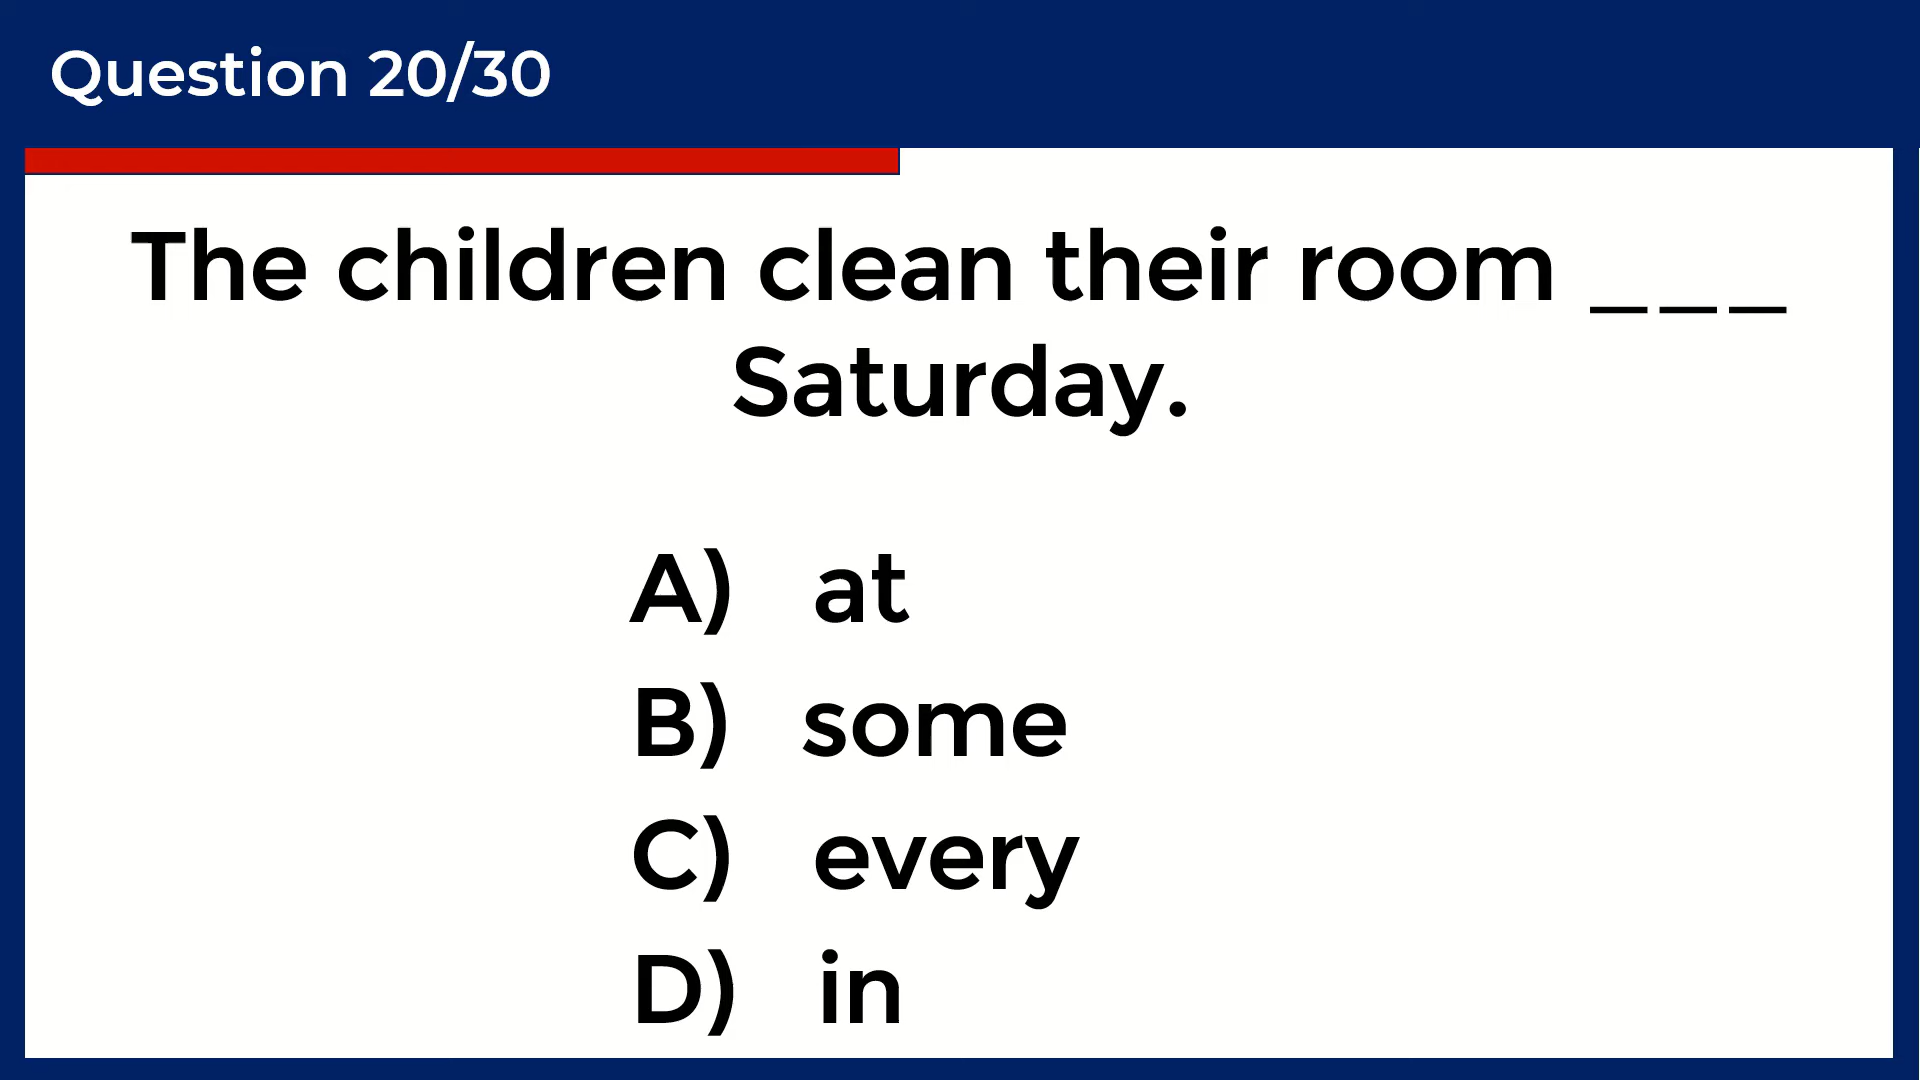 Question 20/30
The children clean their room ___
Saturday.
A) at
B) some
C) every
D) in